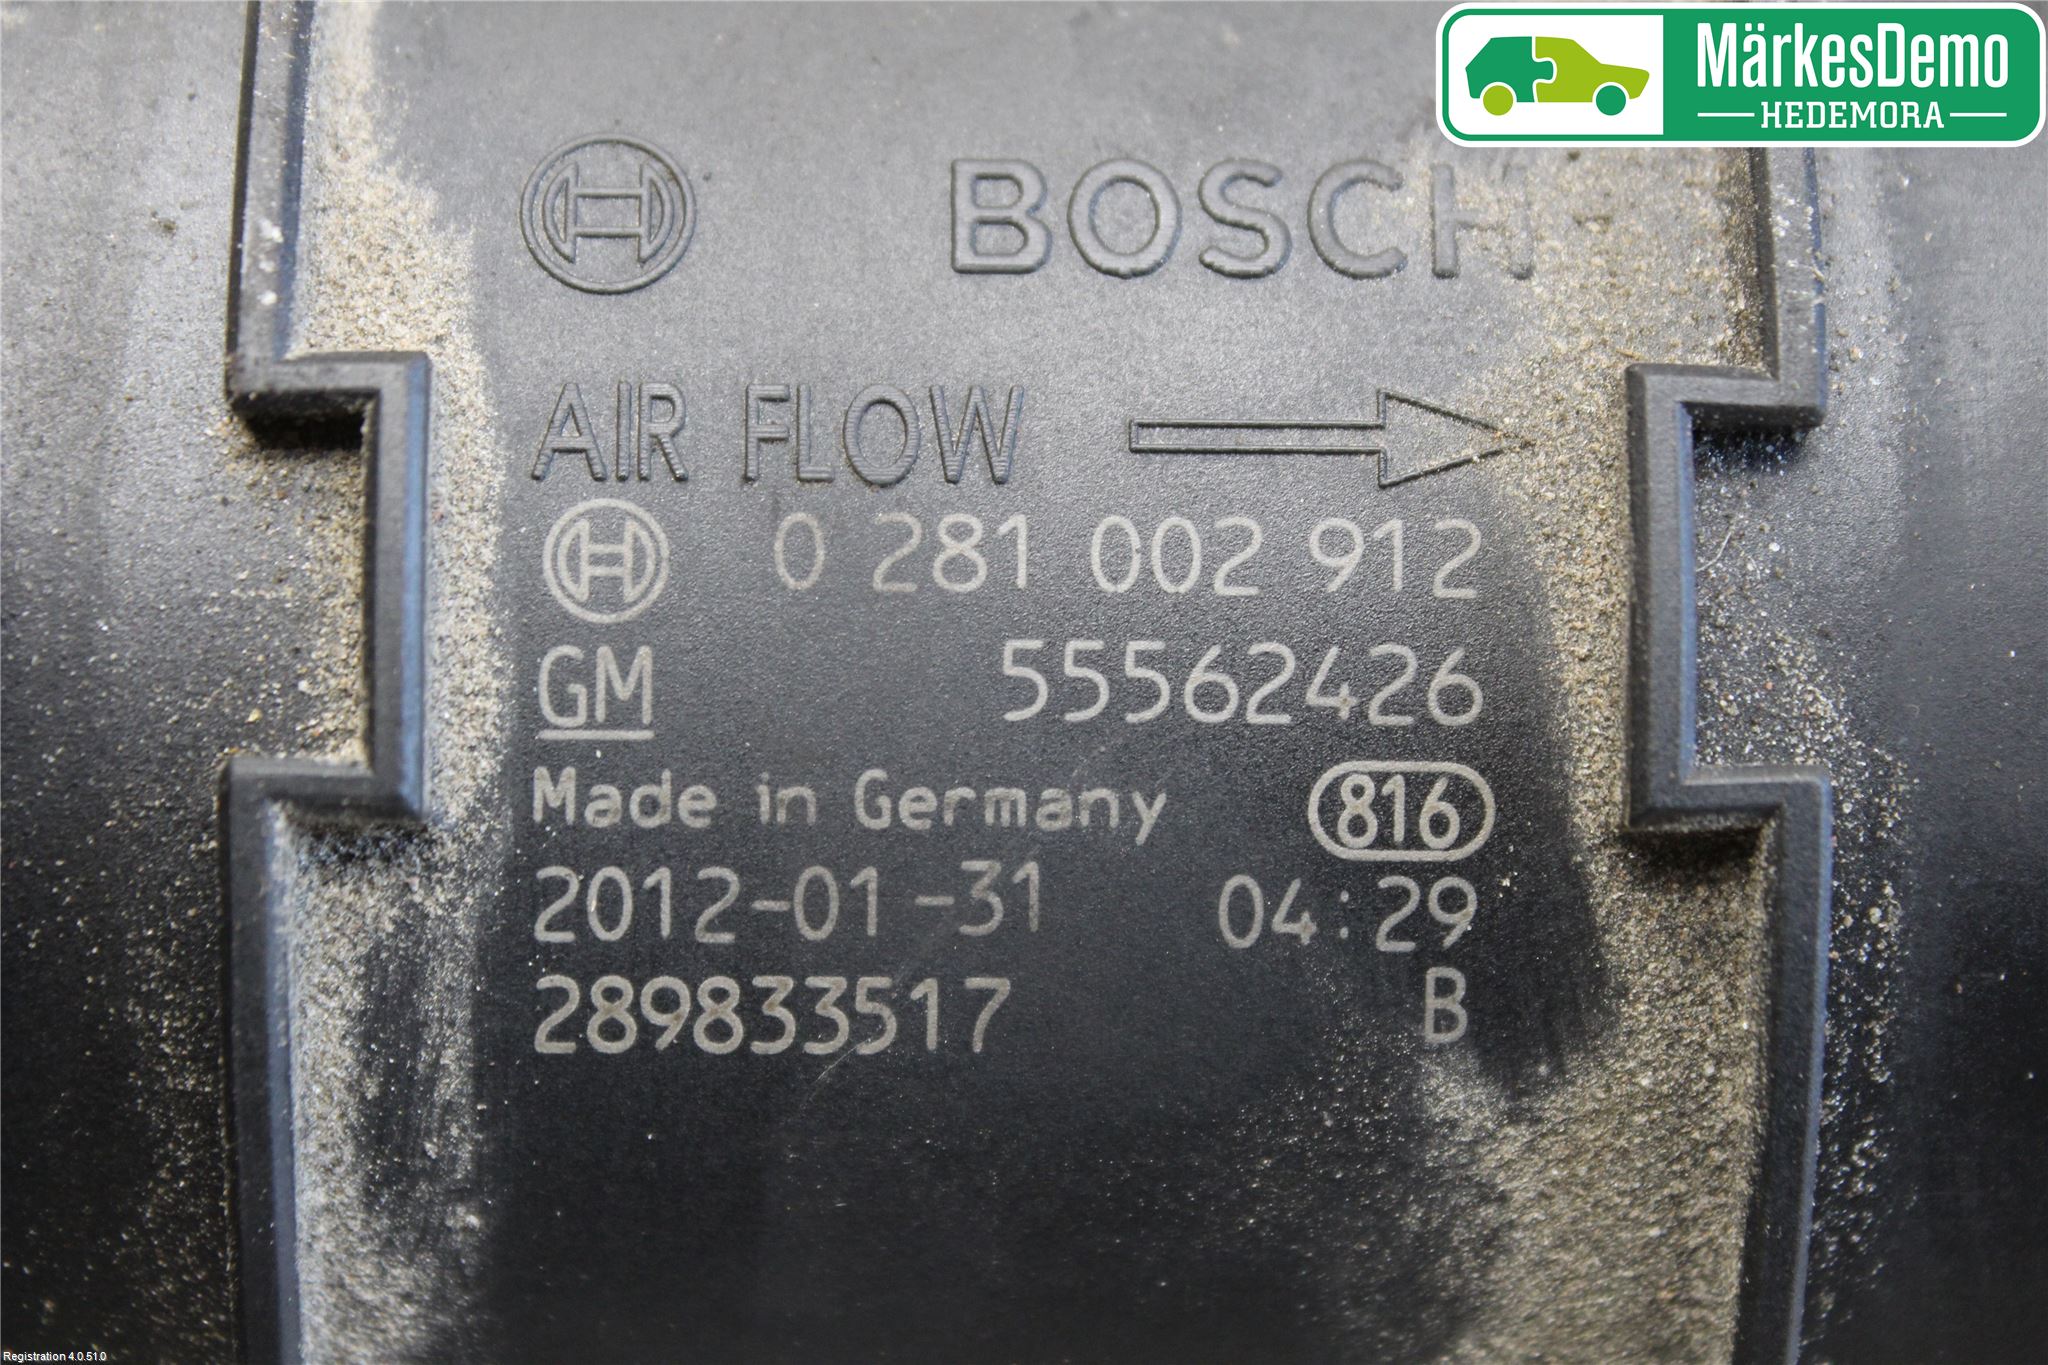 MärkesDemo
HEDEMORA
BOSCH
AIR FLOW
0 281 002 912
GM 55562426
Made in Germany 816
2012-01-31 04:29
289833517 B
Registration 4.0.51.0